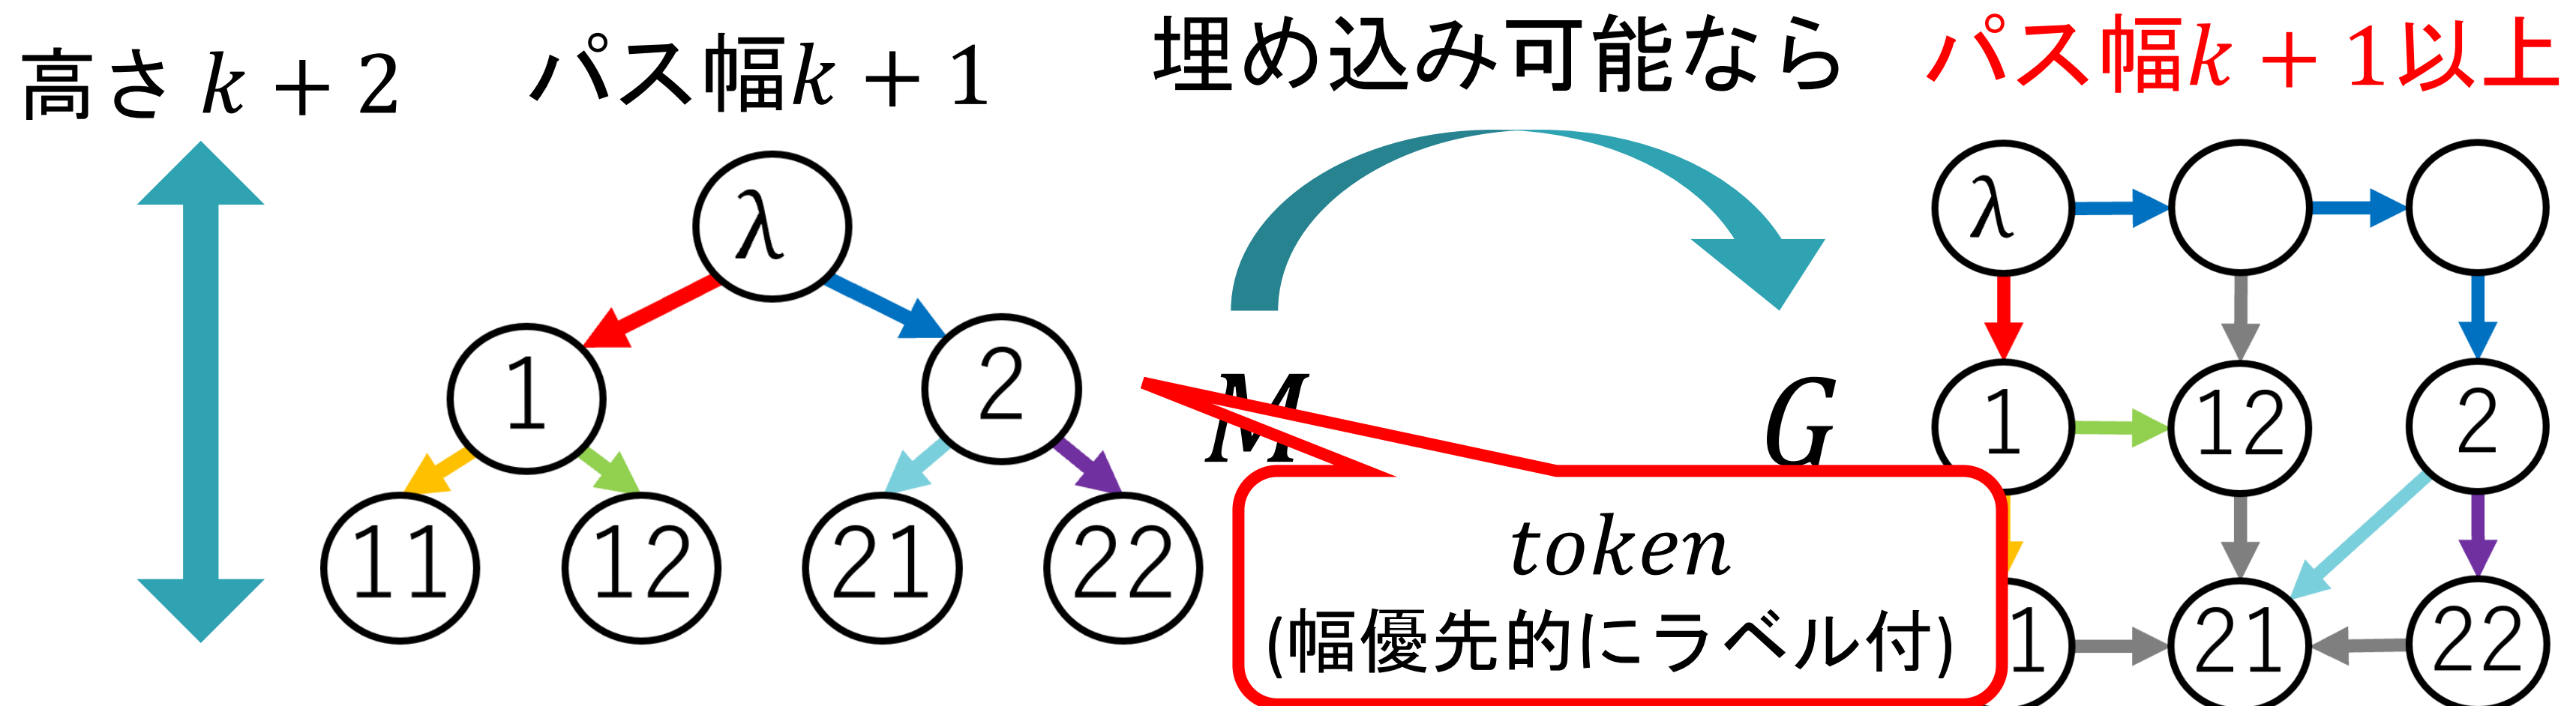 高さ k + 2
パス幅k + 1
埋め込み可能なら
パス幅k + 1以上
λ
1
2
11
12
21
22
M
G
token
(幅優先的にラベル付)
λ
1
12
2
1
21
22